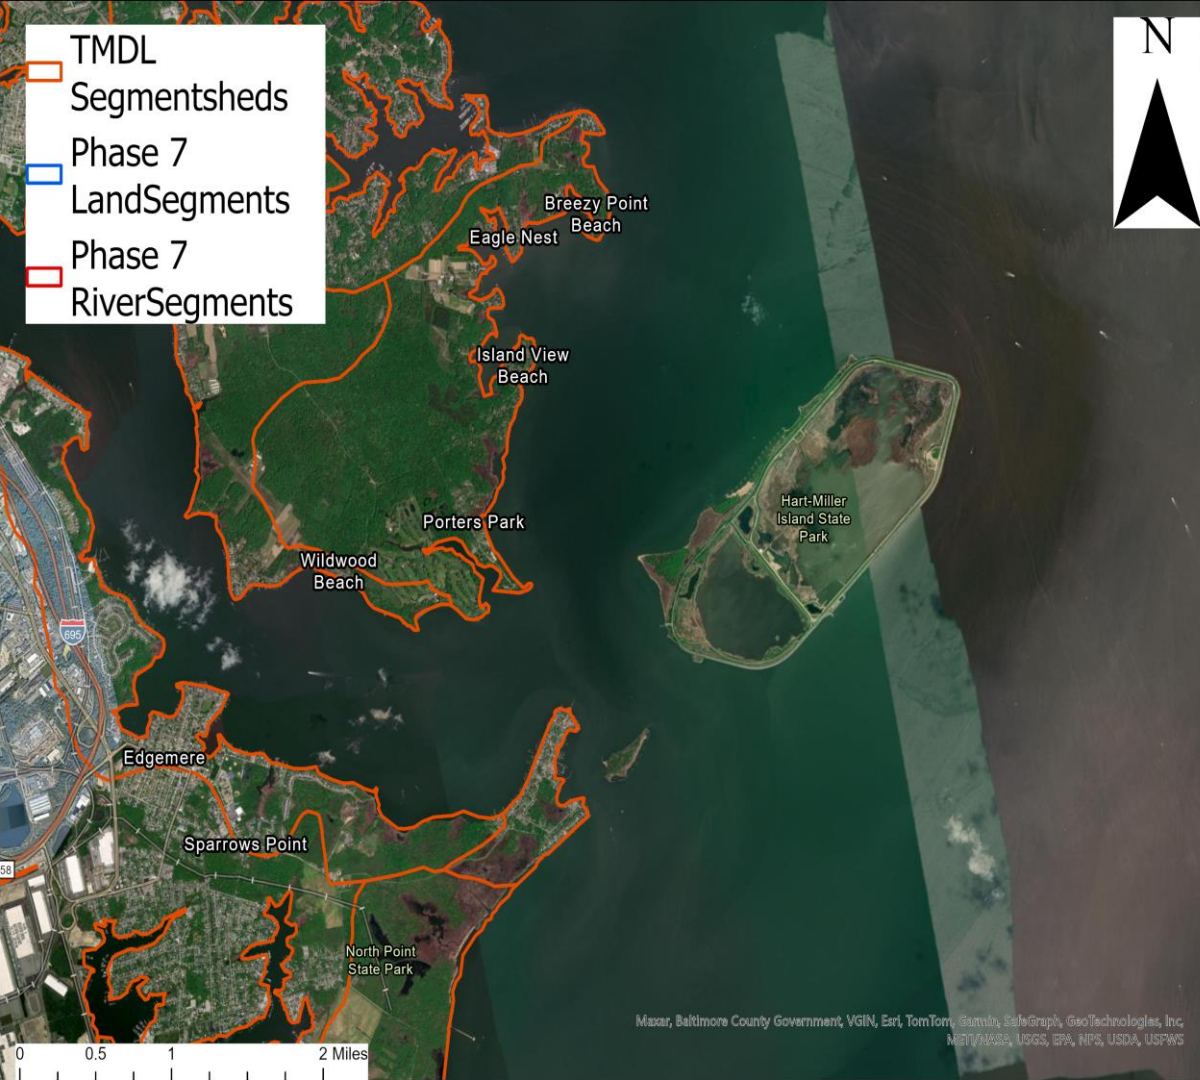 TMDL
Segmentsheds
Phase 7
LandSegments
Phase 7
RiverSegments
N
Breezy Point
Beach
Eagle Nest
Island View
Beach
Hart-Miller
Island State
Park
Porters Park
Wildwood
Beach
695
Edgemere
Sparrows Point
58
North Point
State Park
Maxar, Baltimore County Government, VGIN, Esri, TomTom, Garmin, SafeGraph, GeoTechnologies, Inc,
METI/NASA, USGS, EPA, NPS, USDA, USFWS
0 0.5 1 2 Miles